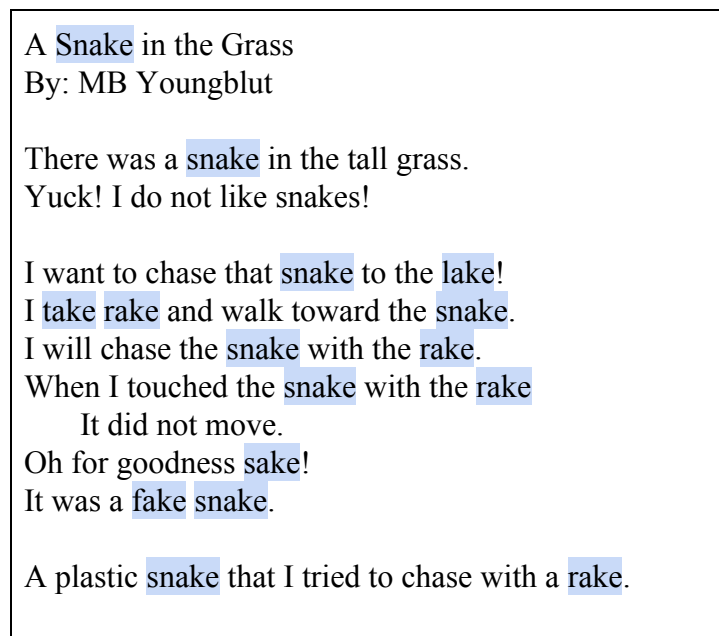 A Snake in the Grass
By: MB Youngblut
There was a snake in the tall grass.
Yuck! I do not like snakes!
I want to chase that snake to the lake!
I take rake and walk toward the snake.
I will chase the snake with the rake.
When I touched the snake with the rake
It did not move.
Oh for goodness sake!
It was a fake snake.
A plastic snake that I tried to chase with a rake.